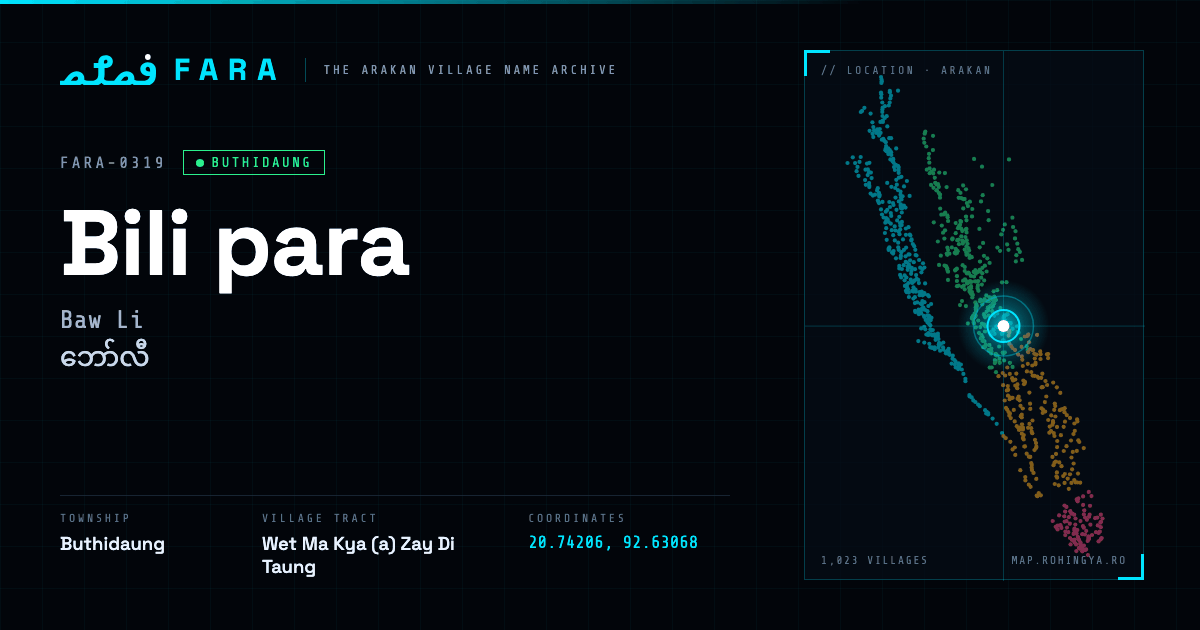 FARA
THE ARAKAN VILLAGE NAME ARCHIVE
FARA-0319
BUTHIDAUNG
Bili para
Baw Li
ဘော်လီ
TOWNSHIP
Buthidaung
VILLAGE TRACT
Wet Ma Kya (a) Zay Di
Taung
COORDINATES
20.74206, 92.63068
// LOCATION · ARAKAN
1,023 VILLAGES
MAP.ROHINGYA.RO